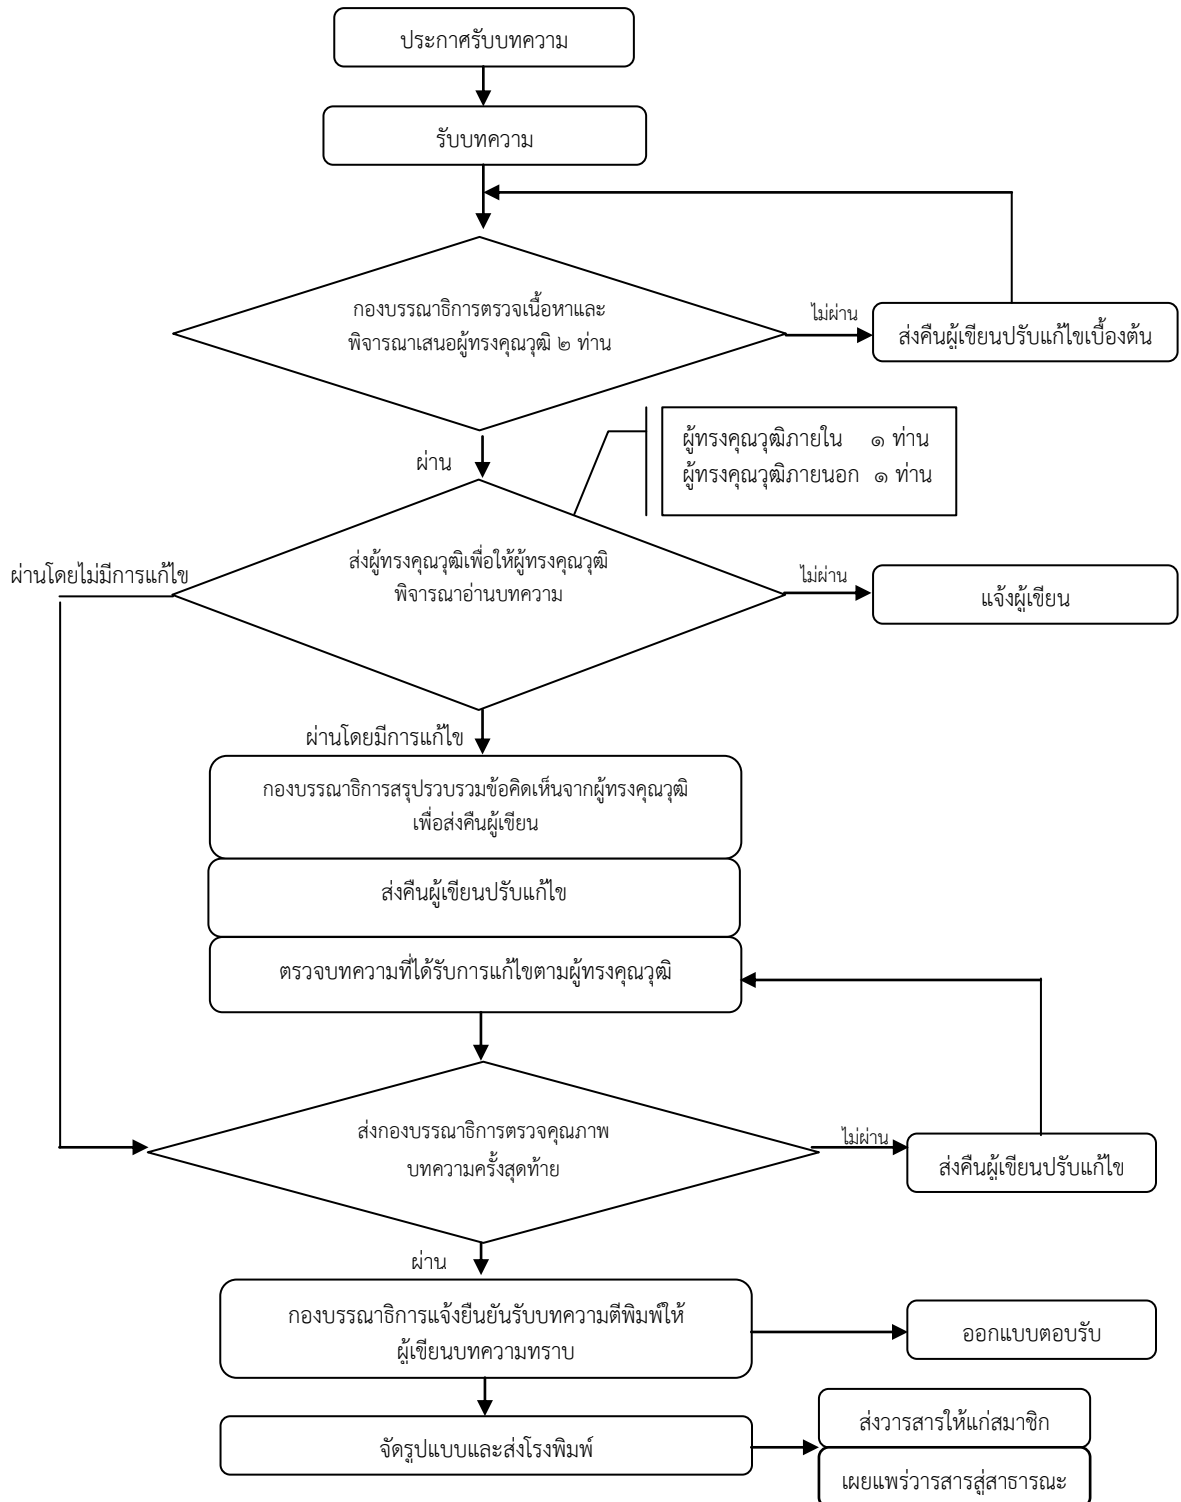 ประกาศรับบทความ
รับบทความ
กองบรรณาธิการตรวจเนื้อหาและ
พิจารณาเสนอผู้ทรงคุณวุฒิ ๒ ท่าน
ไม่ผ่าน
ส่งคืนผู้เขียนปรับแก้ไขเบื้องต้น
ผ่าน
ผู้ทรงคุณวุฒิภายใน ๑ ท่าน
ผู้ทรงคุณวุฒิภายนอก ๑ ท่าน
ส่งผู้ทรงคุณวุฒิเพื่อให้ผู้ทรงคุณวุฒิ
พิจารณาอ่านบทความ
ผ่านโดยไม่มีการแก้ไข
ไม่ผ่าน
แจ้งผู้เขียน
ผ่านโดยมีการแก้ไข
กองบรรณาธิการสรุปรวบรวมข้อคิดเห็นจากผู้ทรงคุณวุฒิ
เพื่อส่งคืนผู้เขียน
ส่งคืนผู้เขียนปรับแก้ไข
ตรวจบทความที่ได้รับการแก้ไขตามผู้ทรงคุณวุฒิ
ส่งกองบรรณาธิการตรวจคุณภาพ
บทความครั้งสุดท้าย
ไม่ผ่าน
ส่งคืนผู้เขียนปรับแก้ไข
ผ่าน
กองบรรณาธิการแจ้งยืนยันรับบทความตีพิมพ์ให้
ผู้เขียนบทความทราบ
ออกแบบตอบรับ
จัดรูปแบบและส่งโรงพิมพ์
ส่งวารสารให้แก่สมาชิก
เผยแพร่วารสารสู่สาธารณะ